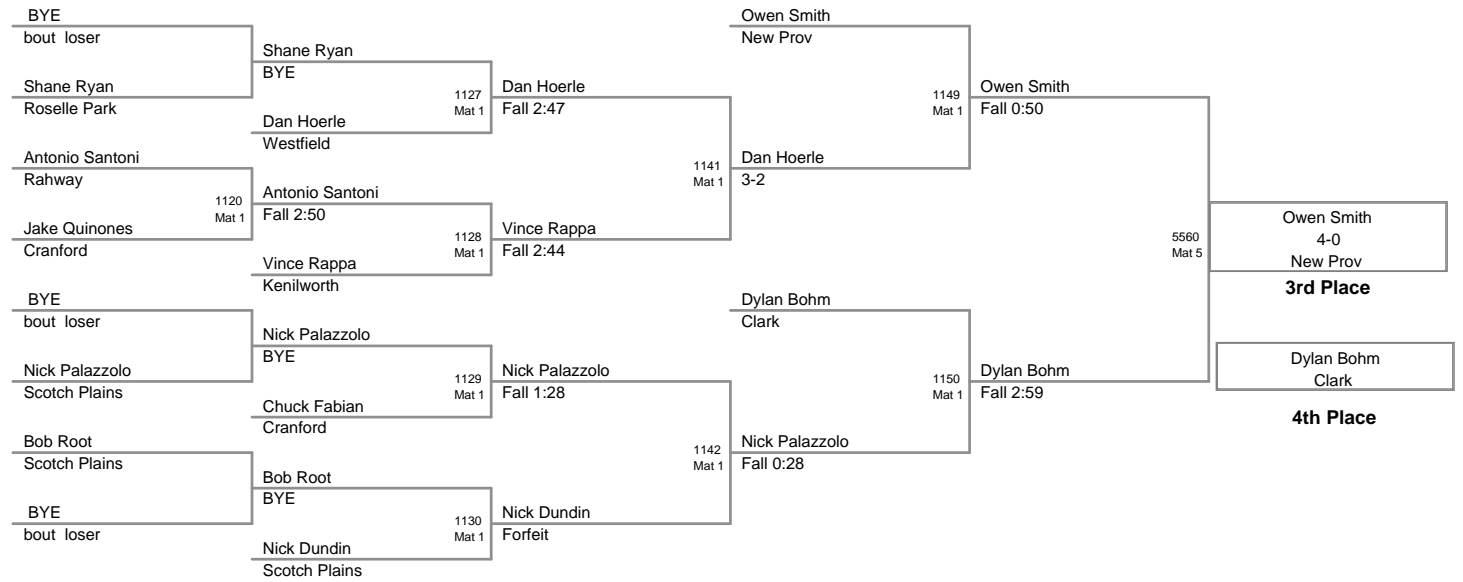 BYE
bout loser
Shane Ryan
Roselle Park
Antonio Santoni
Rahway
Jake Quinones
Cranford
BYE
bout loser
Nick Palazzolo
Scotch Plains
Bob Root
Scotch Plains
BYE
bout loser
1120
Mat 1
Shane Ryan
BYE
Dan Hoerle
Westfield
Antonio Santoni
Fall 2:50
Vince Rappa
Kenilworth
Nick Palazzolo
BYE
Chuck Fabian
Cranford
Bob Root
BYE
Nick Dundin
Scotch Plains
1127
Mat 1
1128
Mat 1
1129
Mat 1
1130
Mat 1
Dan Hoerle
Fall 2:47
Vince Rappa
Fall 2:44
Nick Palazzolo
Fall 1:28
Nick Dundin
Forfeit
1141
Mat 1
1142
Mat 1
Owen Smith
New Prov
Dan Hoerle
3-2
Dylan Bohm
Clark
Nick Palazzolo
Fall 0:28
1149
Mat 1
1150
Mat 1
Owen Smith
Fall 0:50
Dylan Bohm
Fall 2:59
5560
Mat 5
Owen Smith
4-0
New Prov
3rd Place
Dylan Bohm
Clark
4th Place